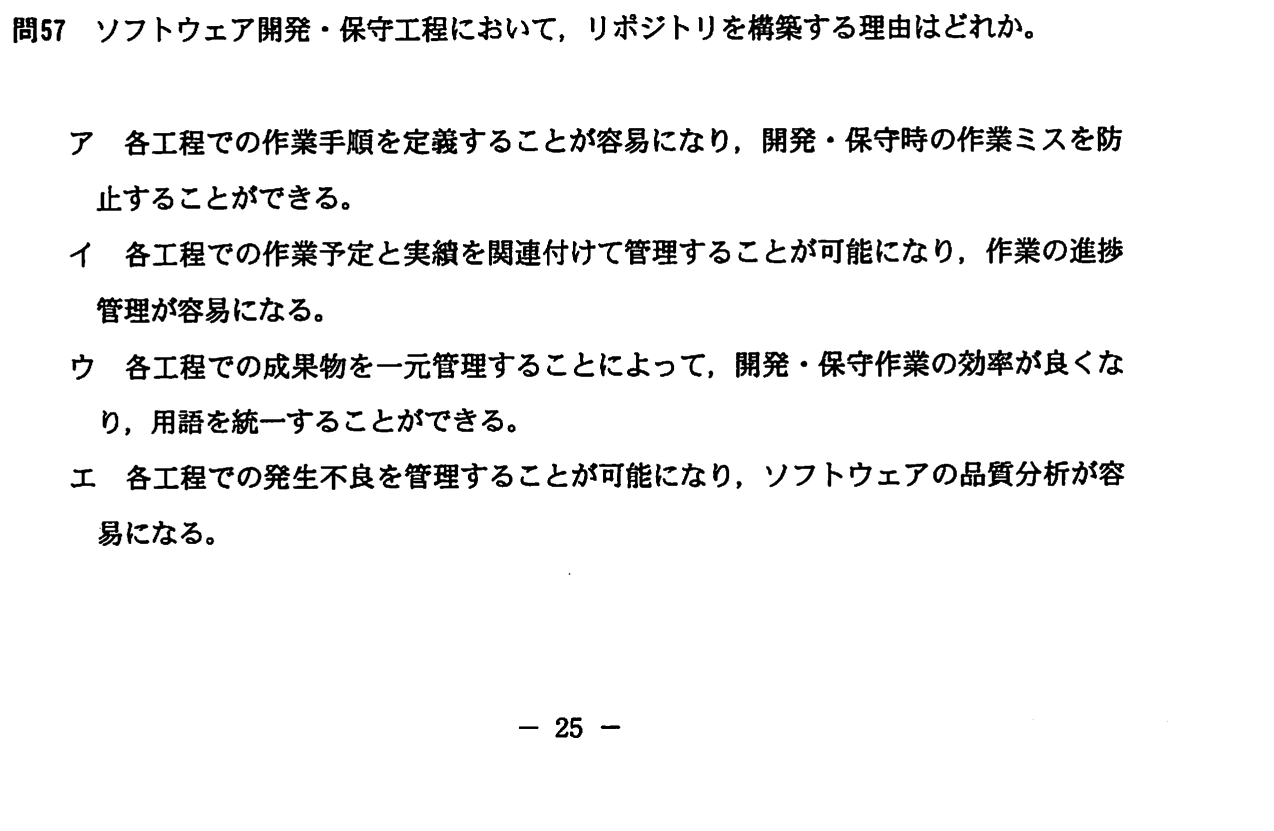 問57 ソフトウェア開発・保守工程において，リポジトリを構築する理由はどれか。
ア 各工程での作業手順を定義することが容易になり，開発・保守時の作業ミスを防
止することができる。
イ 各工程での作業予定と実績を関連付けて管理することが可能になり，作業の進捗
管理が容易になる。
ウ 各工程での成果物を一元管理することによって，開発・保守作業の効率が良くな
り，用語を統一することができる。
エ 各工程での発生不良を管理することが可能になり，ソフトウェアの品質分析が容
易になる。
－ 25 －